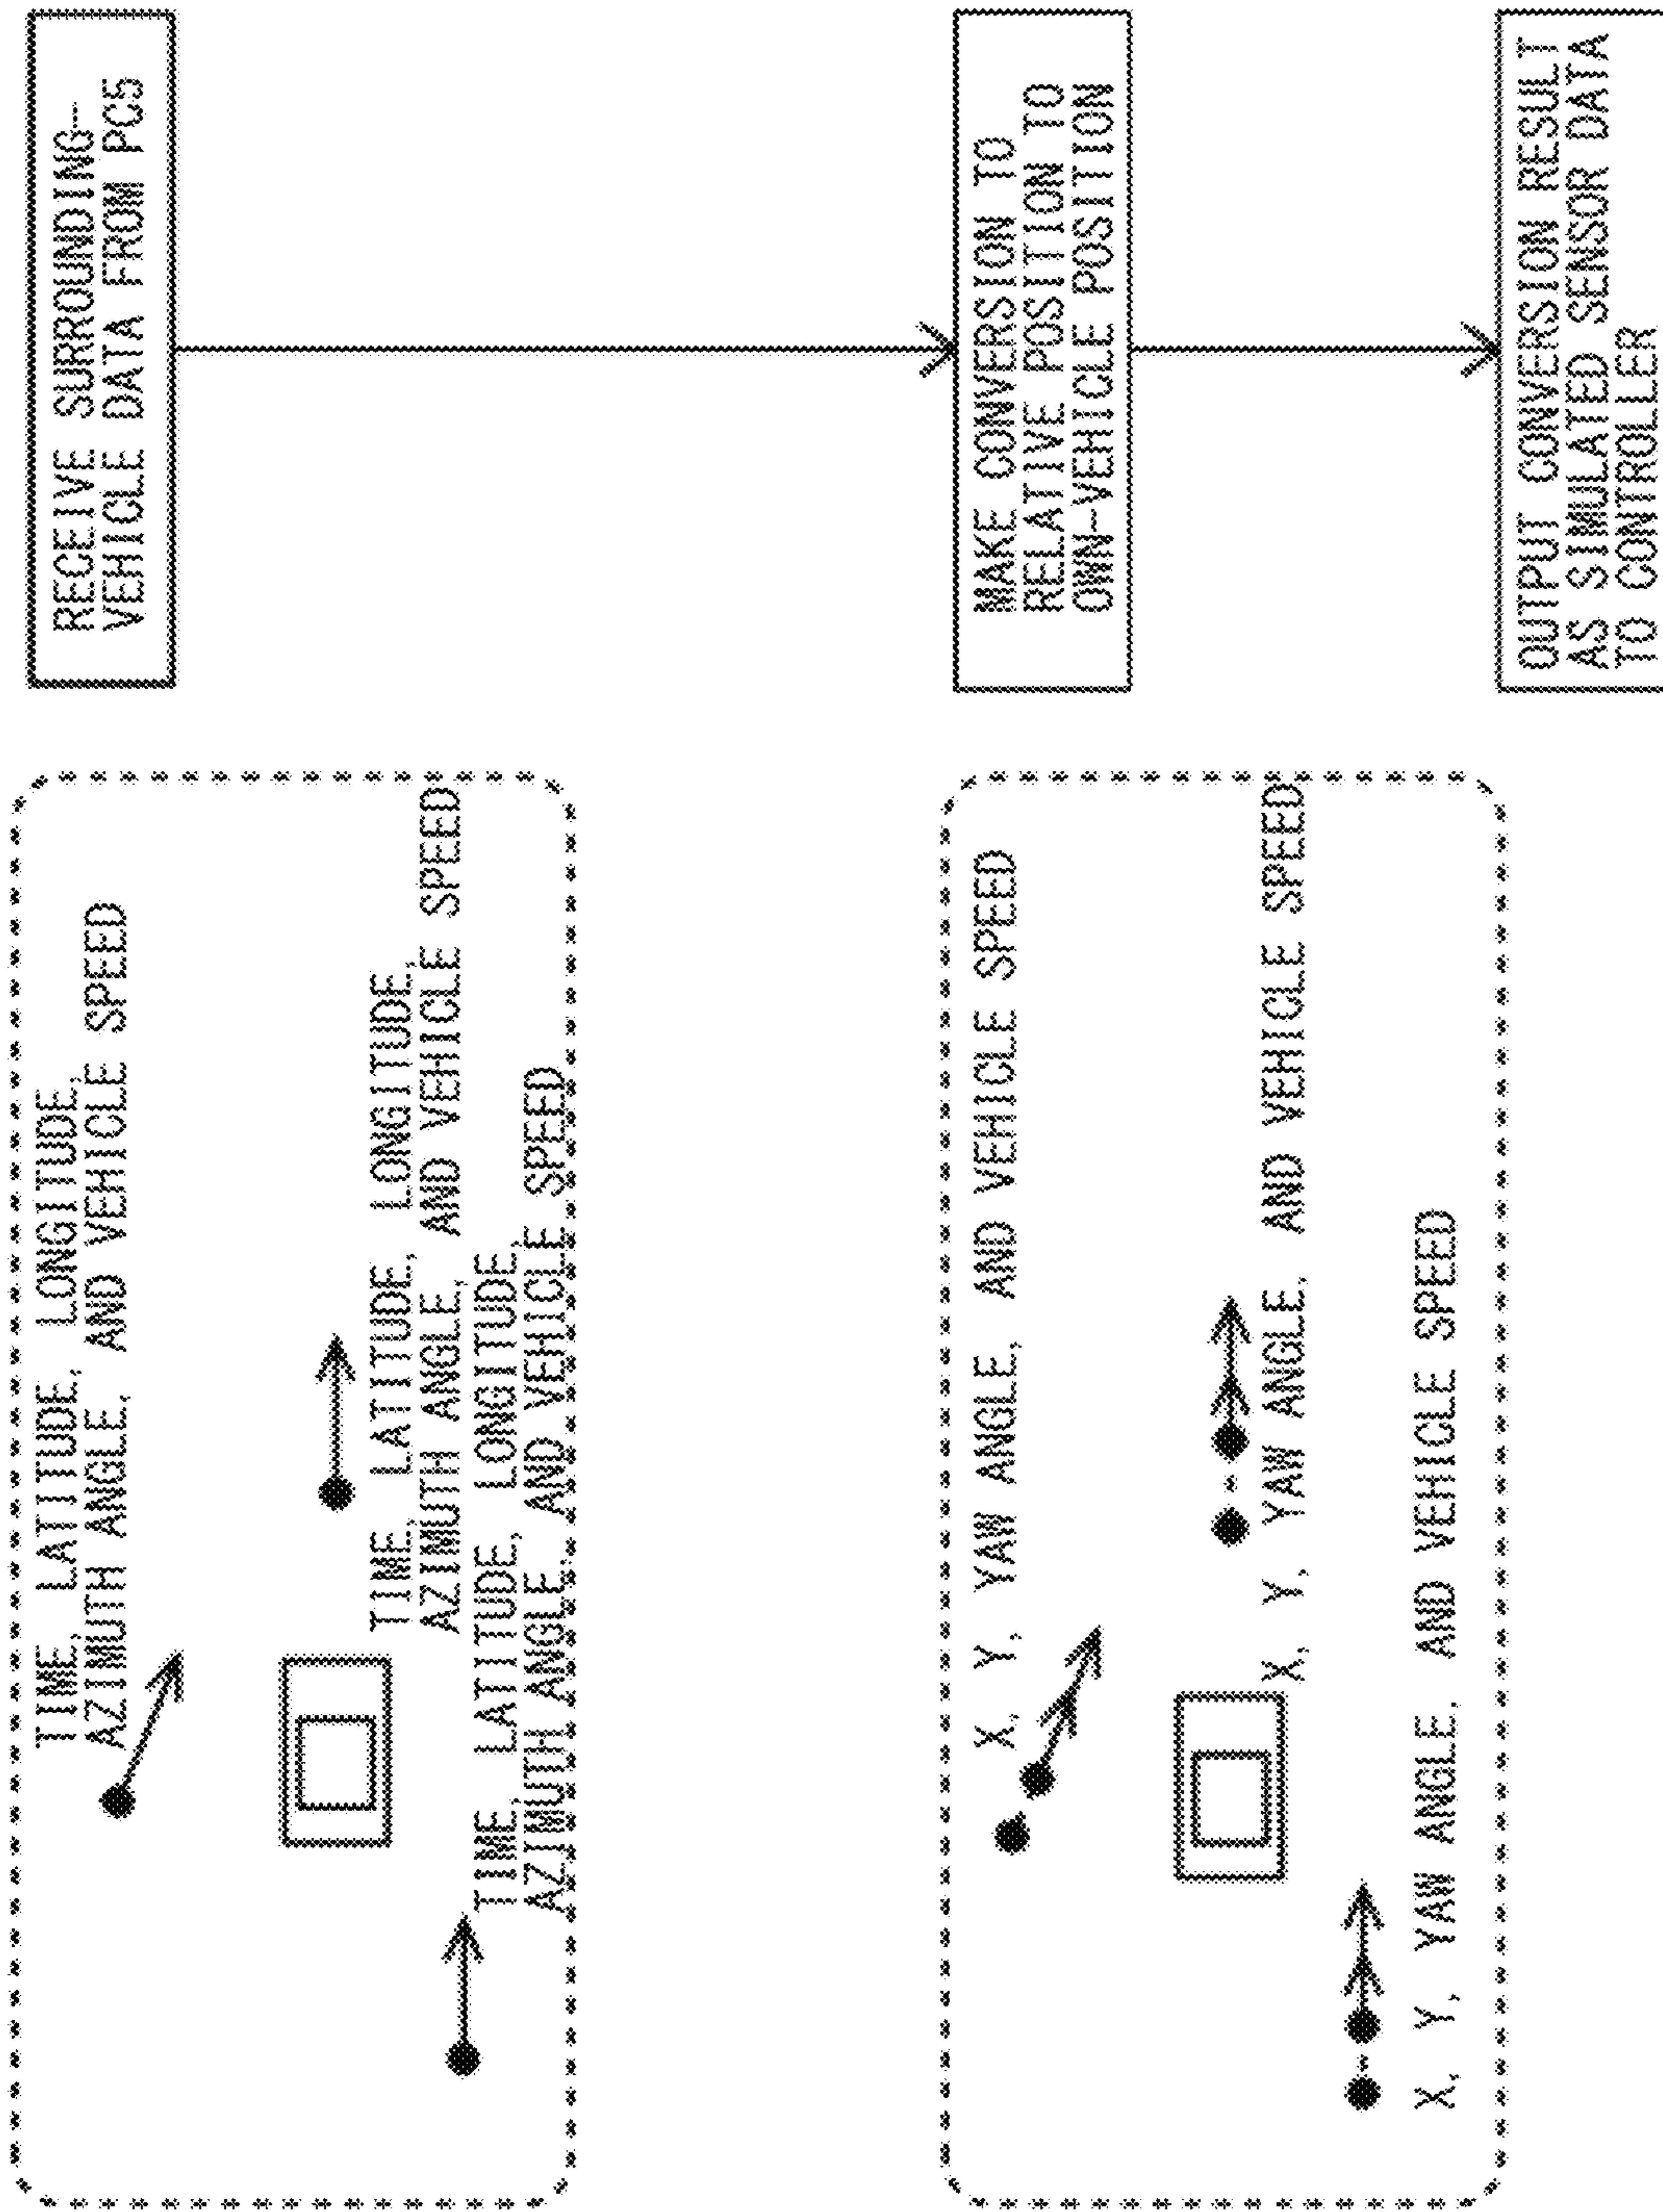 TIME, LATITUDE, LONGITUDE,
AZIMUTH ANGLE, AND VEHICLE SPEED
TIME, LATITUDE, LONGITUDE,
AZIMUTH ANGLE, AND VEHICLE SPEED
TIME, LATITUDE, LONGITUDE,
AZIMUTH ANGLE, AND VEHICLE SPEED
RECEIVE SURROUNDING-
VEHICLE DATA FROM PC5
X, Y, YAW ANGLE, AND VEHICLE SPEED
X, Y, YAW ANGLE, AND VEHICLE SPEED
X, Y, YAW ANGLE, AND VEHICLE SPEED
MAKE CONVERSION TO
RELATIVE POSITION TO
OWN-VEHICLE POSITION
OUTPUT CONVERSION RESULT
AS SIMULATED SENSOR DATA
TO CONTROLLER